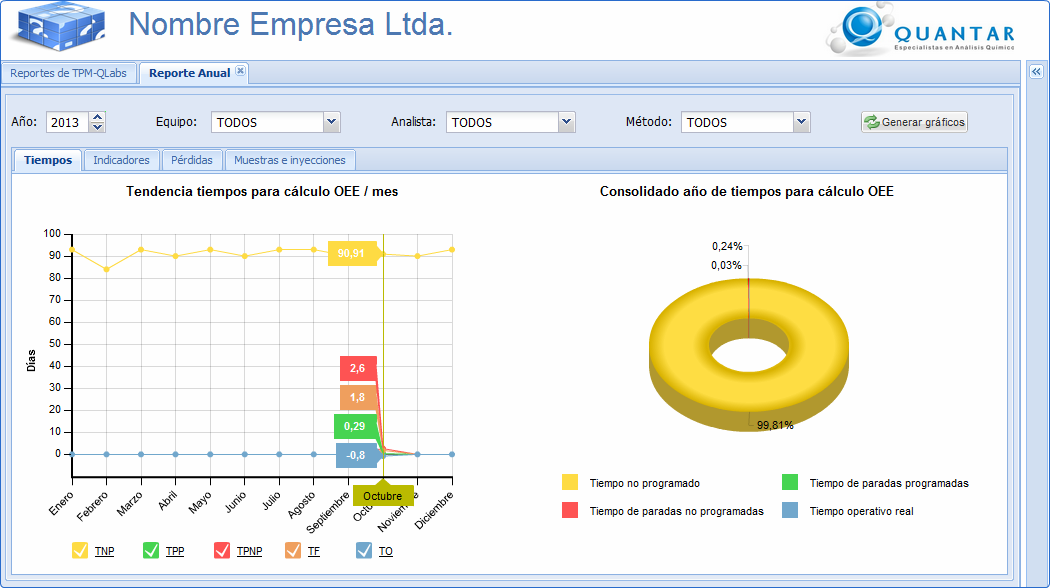 Nombre Empresa Ltda.
QUANTAR
Especialistas en Análisis Químico
Reportes de TPM-QLabs
Reporte Anual
Año: 2013 Equipo: TODOS Analista: TODOS Método: TODOS Generar gráficos
Tiempos Indicadores Pérdidas Muestras e inyecciones
Tendencia tiempos para cálculo OEE / mes
Días
100
90
80
70
60
50
40
30
20
10
0
90,91
2,6
1,8
0,29
-0,8
Octubre
Enero
Febrero
Marzo
Abril
Mayo
Junio
Julio
Agosto
Septiembre
Diciembre
TNP TPP TPNP TF TO
Consolidado año de tiempos para cálculo OEE
0,24%
0,03%
99,81%
Tiempo no programado
Tiempo de paradas programadas
Tiempo de paradas no programadas
Tiempo operativo real